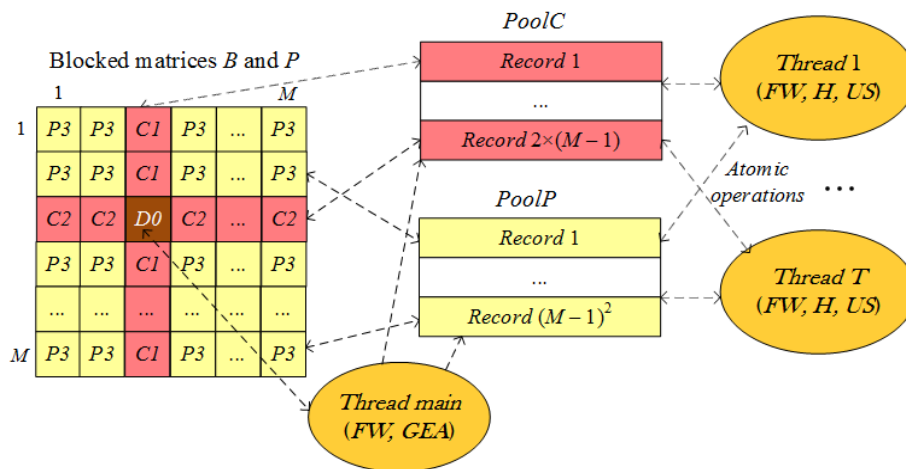 Blocked matrices B and P
1 M
1 P3 P3 C1 P3 ... P3
P3 P3 C1 P3 ... P3
C2 C2 D0 C2 ... C2
P3 P3 C1 P3 ... P3
... ... ... ... ...
M P3 P3 C1 P3 ... P3
PoolC
Record 1
...
Record 2×(M – 1)
PoolP
Record 1
...
Record (M – 1)²
Thread 1
(FW, H, US)
Atomic
operations
...
Thread T
(FW, H, US)
Thread main
(FW, GEA)